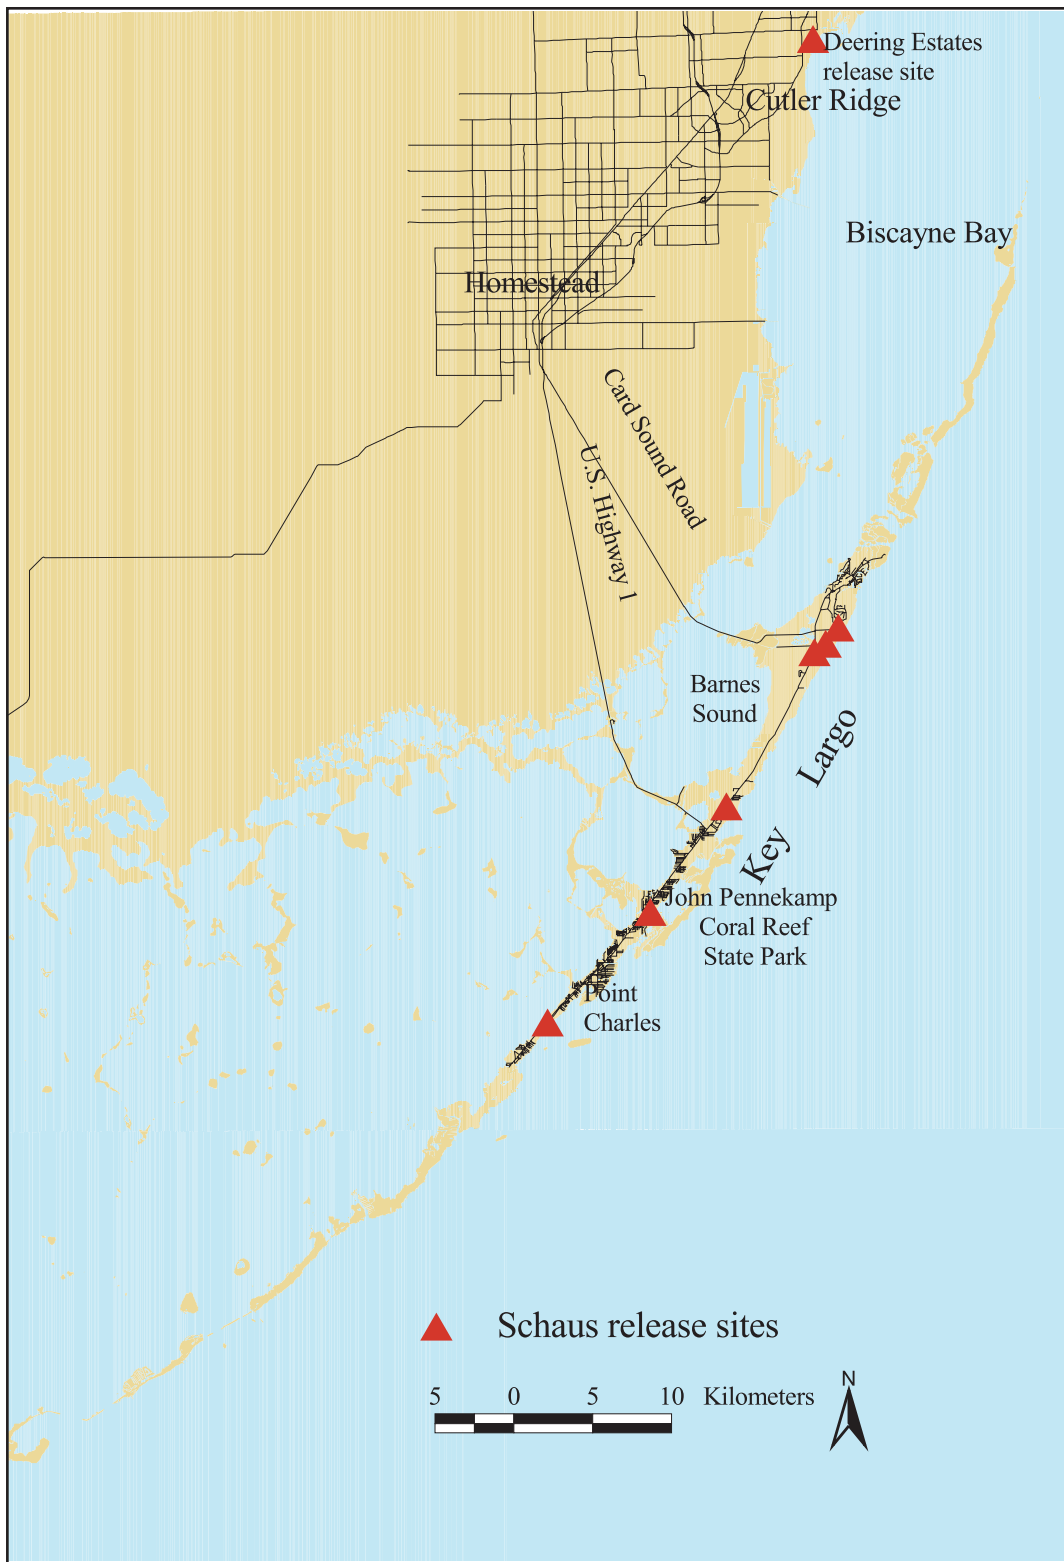 Deering Estates
release site
Cutler Ridge
Biscayne Bay
Homestead
Card Sound Road
U.S. Highway 1
Barnes
Sound
Key Largo
John Pennekamp
Coral Reef
State Park
Point
Charles
Schaus release sites
5 0 5 10 Kilometers
N